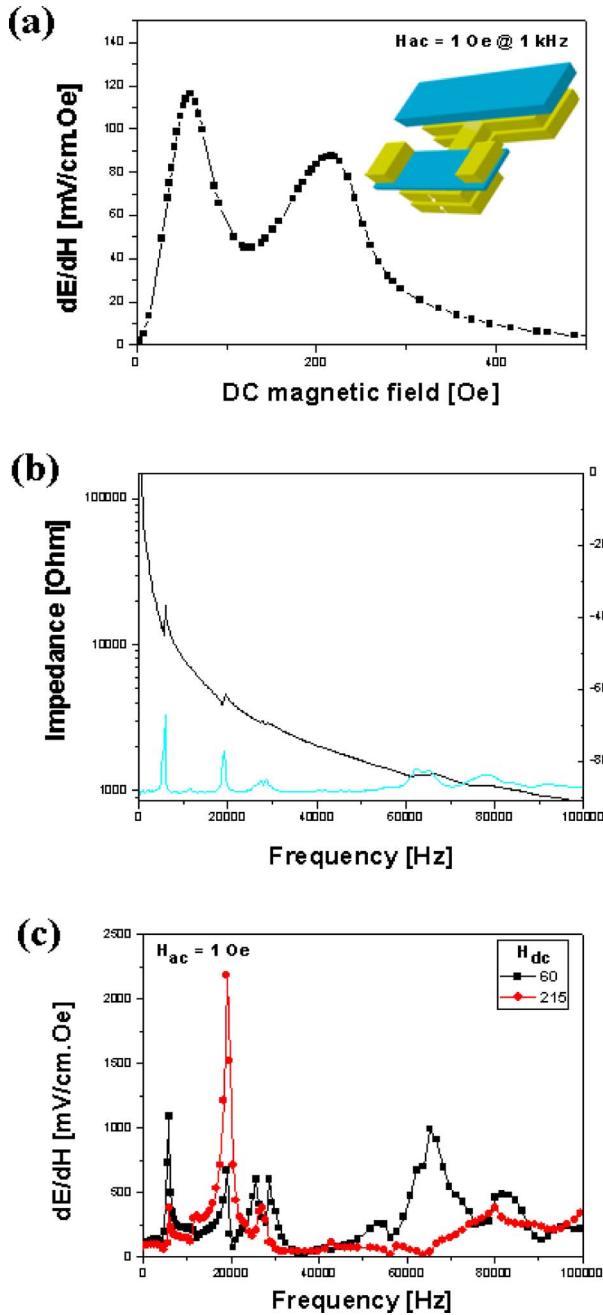 (a)
Hac = 1 Oe @ 1 kHz
dE/dH [mV/cm.Oe]
140
120
100
80
60
40
20
0
0 200 400
DC magnetic field [Oe]
(b)
Impedance [Ohm]
100000
10000
1000
0
-20
-40
-60
-80
0 20000 40000 60000 80000 100000
Frequency [Hz]
(c)
H ac = 1 Oe
H dc
60
215
dE/dH [mV/cm.Oe]
2500
2000
1500
1000
500
0
0 20000 40000 60000 80000 100000
Frequency [Hz]